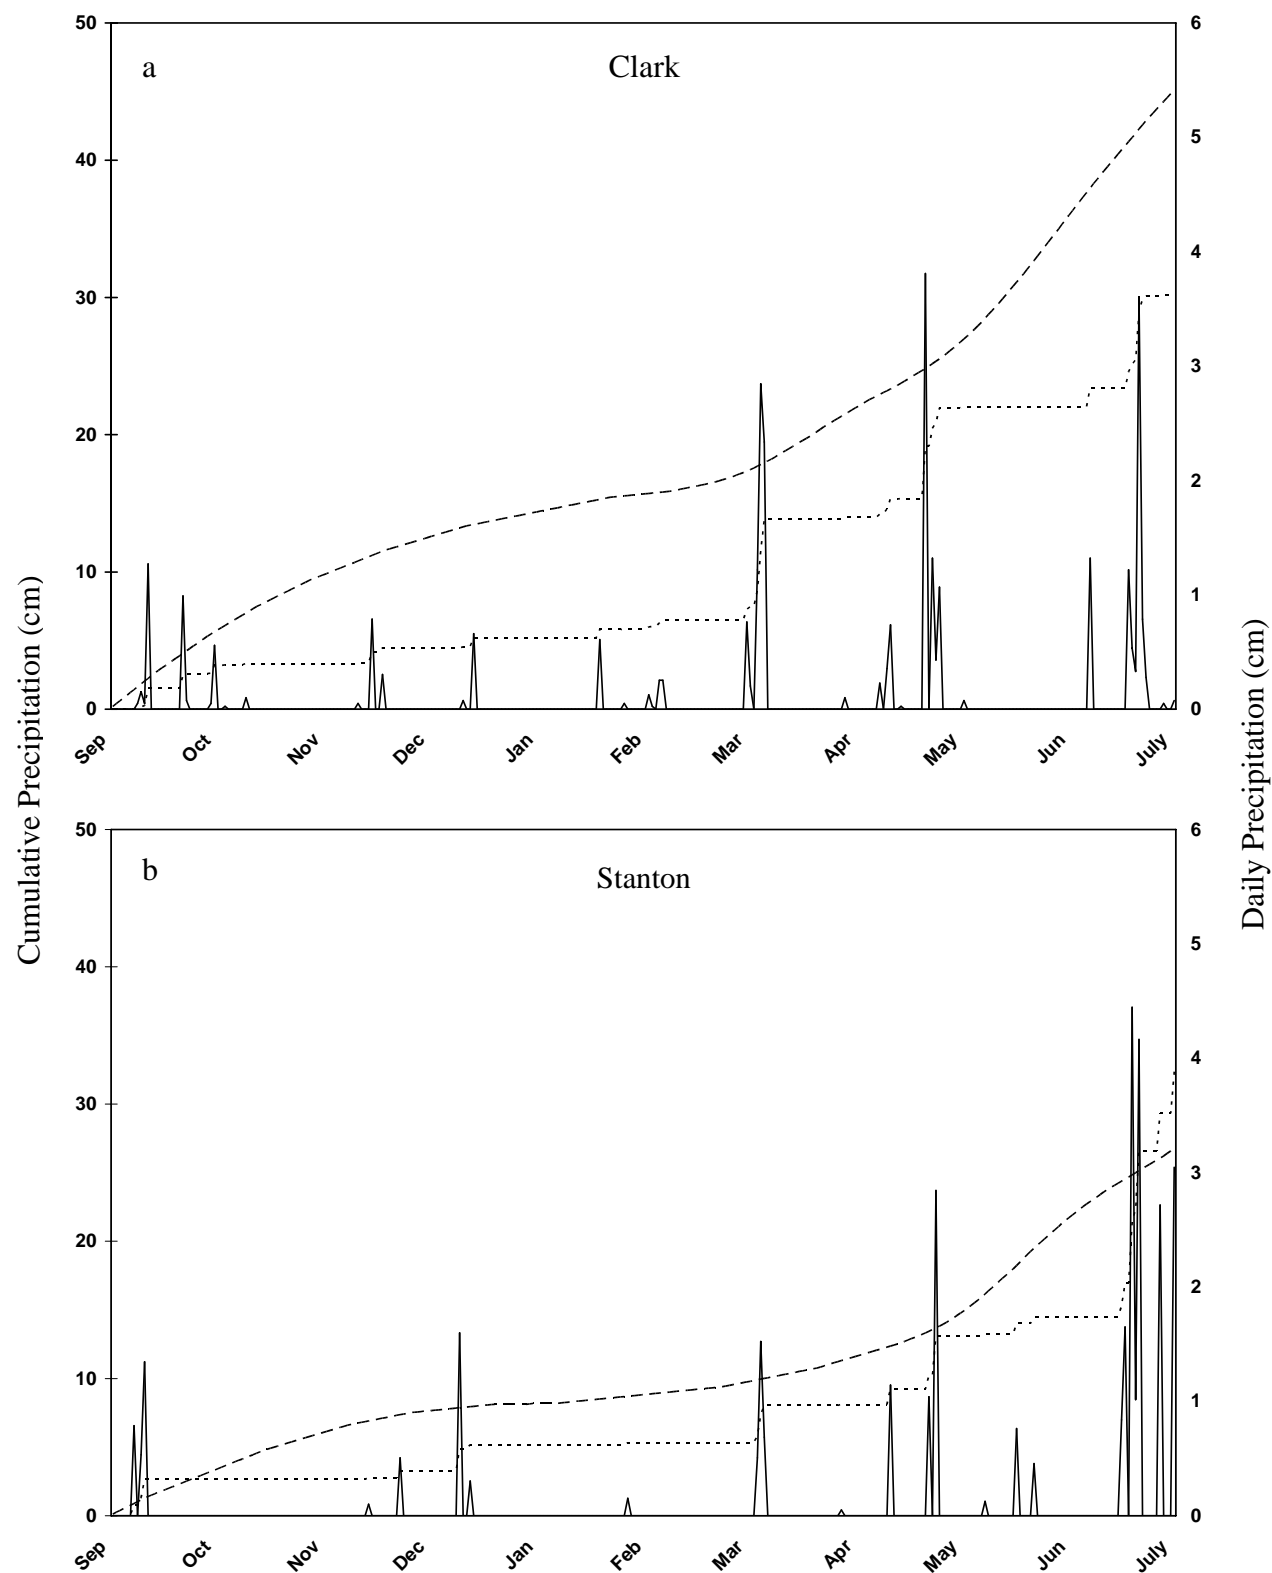 50
40
30
20
10
0
a
Clark
6
5
4
3
2
1
0
Sep
Oct
Nov
Dec
Jan
Feb
Mar
Apr
May
Jun
July
Cumulative Precipitation (cm)
Daily Precipitation (cm)
50
40
30
20
10
0
b
Stanton
6
5
4
3
2
1
0
Sep
Oct
Nov
Dec
Jan
Feb
Mar
Apr
May
Jun
July